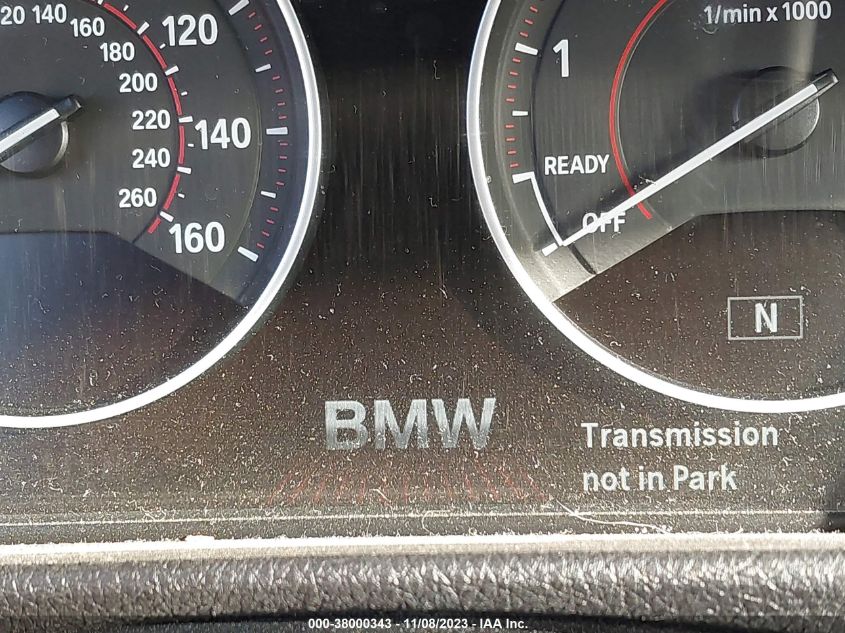 20 140
160
180
200
220
240
260
120
140
160
1/min x 1000
1
READY
OFF
N
BMW
Transmission
not in Park
000-38000343 - 11/08/2023 - IAA Inc.